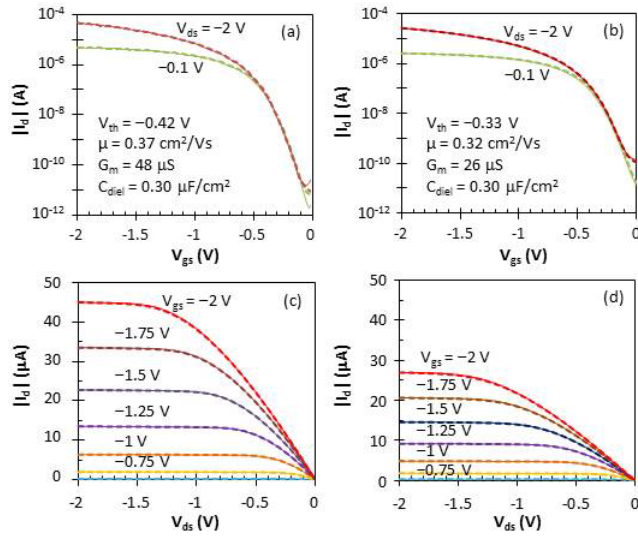 10⁻⁴
10⁻⁶
10⁻⁸
10⁻¹⁰
10⁻¹²
|I_d| (A)
V_ds = −2 V
(a)
−0.1 V
V_th = −0.42 V
μ = 0.37 cm²/Vs
G_m = 48 μS
C_diel = 0.30 μF/cm²
-2 -1.5 -1 -0.5 0
V_gs (V)
10⁻⁴
10⁻⁶
10⁻⁸
10⁻¹⁰
10⁻¹²
|I_d| (A)
V_ds = −2 V
(b)
−0.1 V
V_th = −0.33 V
μ = 0.32 cm²/Vs
G_m = 26 μS
C_diel = 0.30 μF/cm²
-2 -1.5 -1 -0.5 0
V_gs (V)
50
40
30
20
10
0
|I_d| (μA)
(c)
V_gs = −2 V
−1.75 V
−1.5 V
−1.25 V
−1 V
−0.75 V
-2 -1.5 -1 -0.5 0
V_ds (V)
50
40
30
20
10
0
|I_d| (μA)
(d)
V_gs = −2 V
−1.75 V
−1.5 V
−1.25 V
−1 V
−0.75 V
-2 -1.5 -1 -0.5 0
V_ds (V)